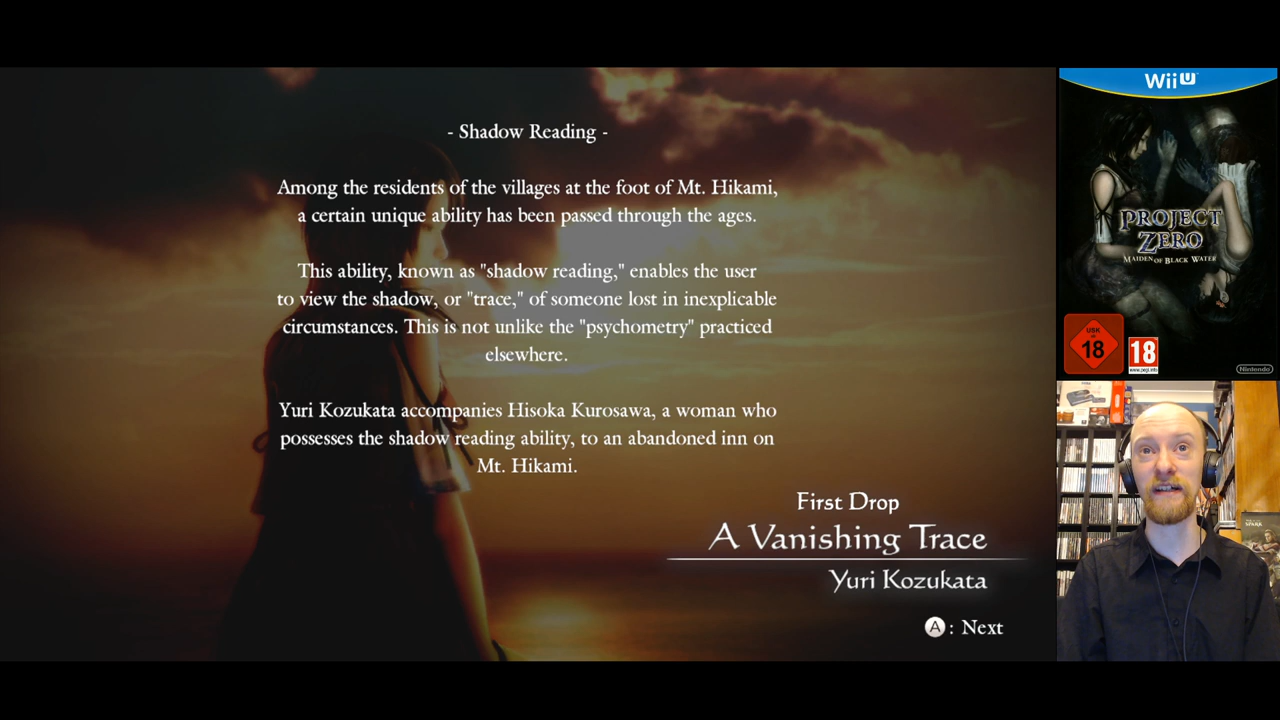 - Shadow Reading -
Among the residents of the villages at the foot of Mt. Hikami,
a certain unique ability has been passed through the ages.
This ability, known as "shadow reading," enables the user
to view the shadow, or "trace," of someone lost in inexplicable
circumstances. This is not unlike the "psychometry" practiced
elsewhere.
Yuri Kozukata accompanies Hisoka Kurosawa, a woman who
possesses the shadow reading ability, to an abandoned inn on
Mt. Hikami.
First Drop
A Vanishing Trace
Yuri Kozukata
A : Next
Wii U
PROJECT
ZERO
MAIDEN OF BLACK WATER
USK
18
18
www.pegi.info
Nintendo
SPARK